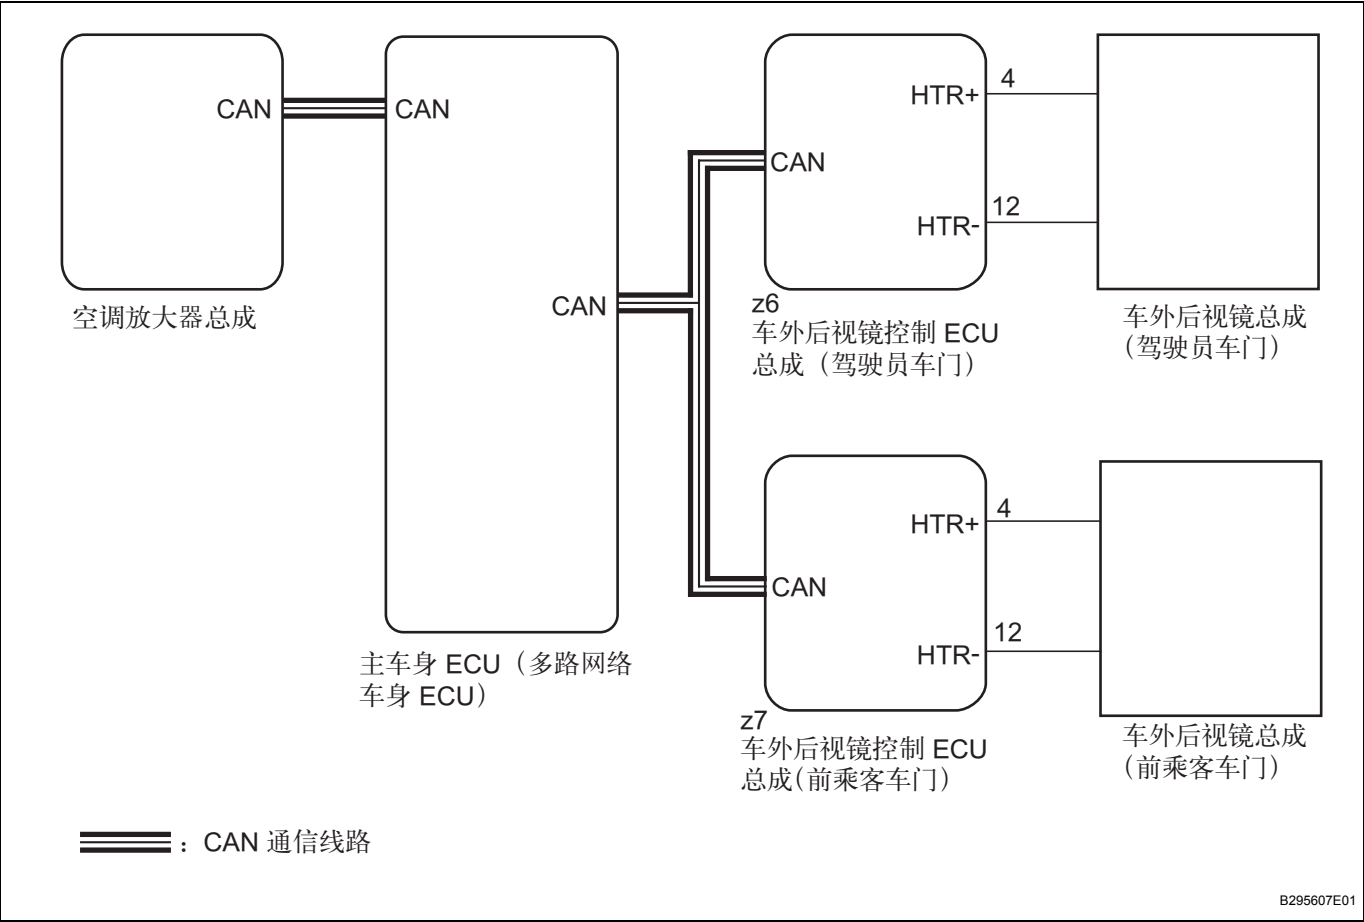 CAN
空调放大器总成
CAN
CAN
主车身 ECU（多路网络
车身 ECU）
CAN
HTR+
4
HTR-
12
z6
车外后视镜控制 ECU
总成（驾驶员车门）
车外后视镜总成
（驾驶员车门）
CAN
HTR+
4
HTR-
12
z7
车外后视镜控制 ECU
总成(前乘客车门）
车外后视镜总成
（前乘客车门）
：CAN 通信线路
B295607E01